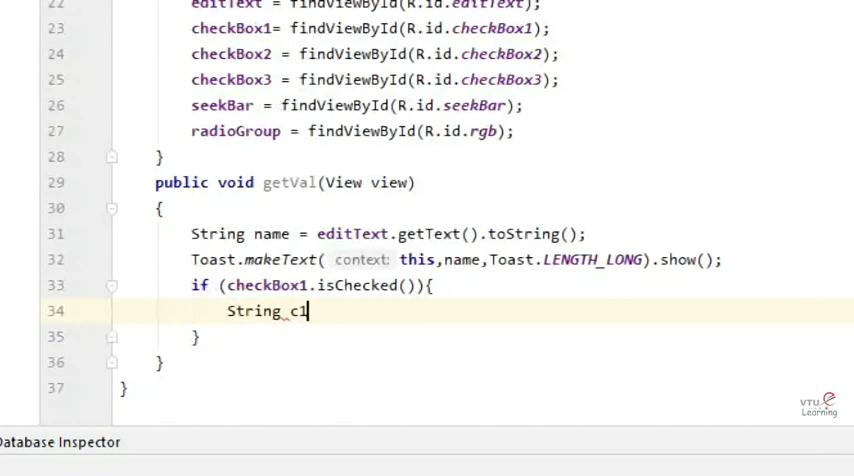 22 editText = findViewById(R.id.editText);
23 checkBox1= findViewById(R.id.checkBox1);
24 checkBox2 = findViewById(R.id.checkBox2);
25 checkBox3 = findViewById(R.id.checkBox3);
26 seekBar = findViewById(R.id.seekBar);
27 radioGroup = findViewById(R.id.rgb);
28 }
29 public void getVal(View view)
30 {
31 String name = editText.getText().toString();
32 Toast.makeText( context: this,name,Toast.LENGTH_LONG).show();
33 if (checkBox1.isChecked()){
34 String c1
35 }
36 }
37 }
VTU e
Learning
Database Inspector